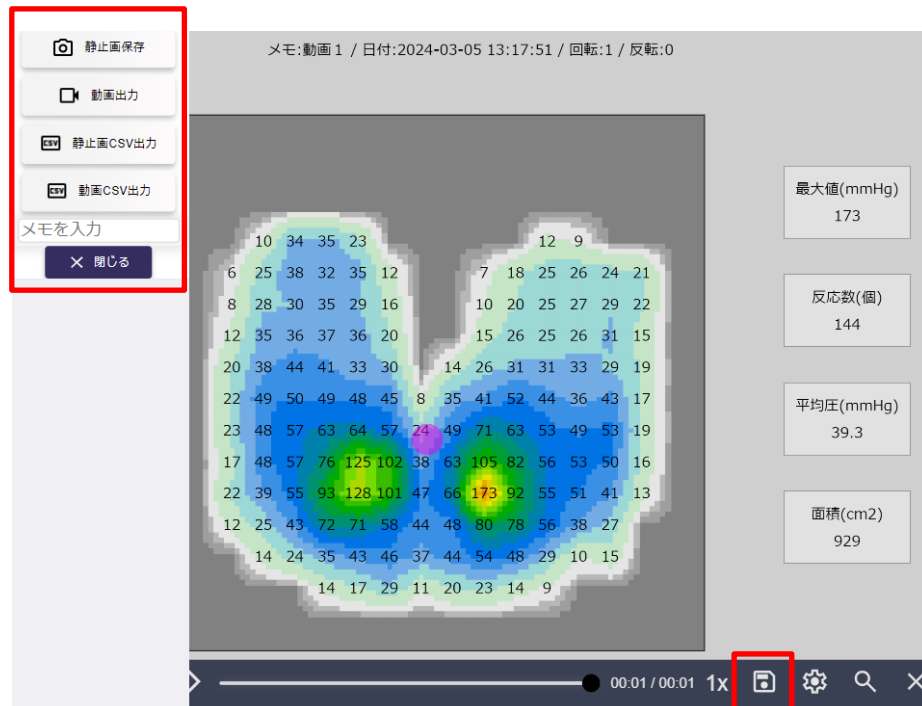 静止画保存
動画出力
CSV 静止画CSV出力
CSV 動画CSV出力
メモを入力
× 閉じる
メモ:動画1 / 日付:2024-03-05 13:17:51 / 回転:1 / 反転:0
10 34 35 23 12 9
6 25 38 32 35 12 7 18 25 26 24 21
8 28 30 35 29 16 10 20 25 27 29 22
12 35 36 37 36 20 15 26 25 26 31 15
20 38 44 41 33 30 14 26 31 31 33 29 19
22 49 50 49 48 45 8 35 41 52 44 36 43 17
23 48 57 63 64 57 24 49 71 63 53 49 53 19
17 48 57 76 125 102 38 63 105 82 56 53 50 16
22 39 55 93 128 101 47 66 173 92 55 51 41 13
12 25 43 72 71 58 44 48 80 78 56 38 27
14 24 35 43 46 37 44 54 48 29 10 15
14 17 29 11 20 23 14 9
最大値(mmHg)
173
反応数(個)
144
平均圧(mmHg)
39.3
面積(cm2)
929
00:01 / 00:01 1x